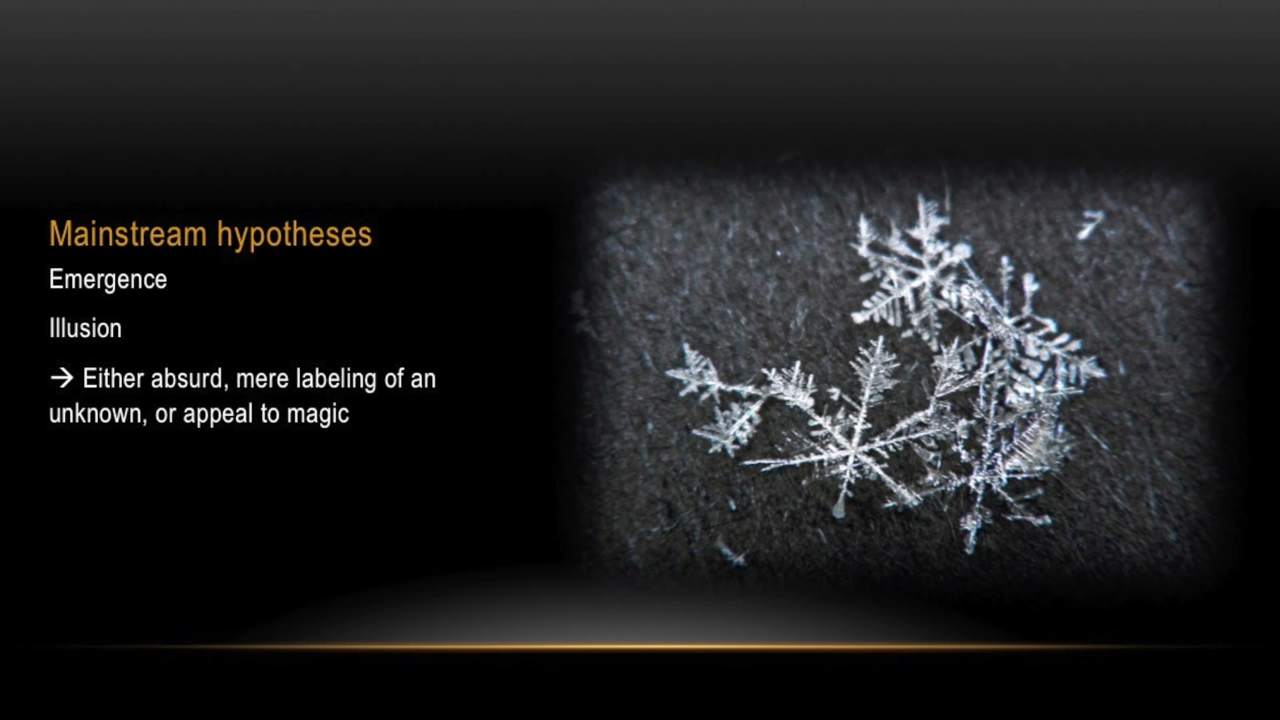 Mainstream hypotheses
Emergence
Illusion
→ Either absurd, mere labeling of an
unknown, or appeal to magic